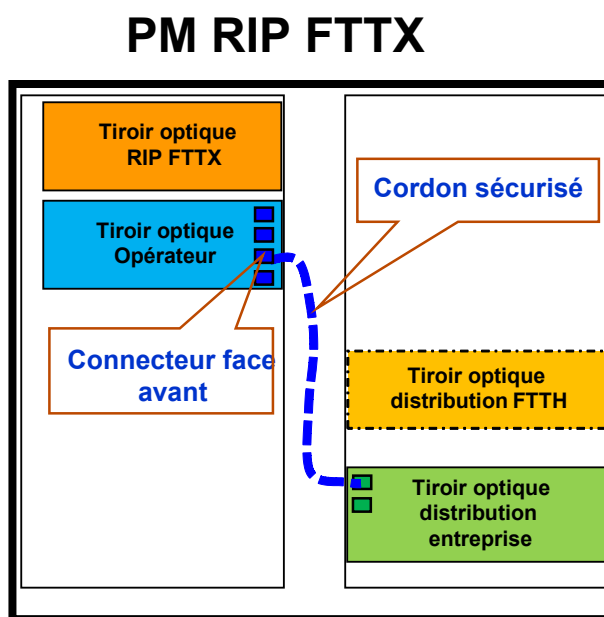 PM RIP FTTX
Tiroir optique
RIP FTTX
Cordon sécurisé
Tiroir optique
Opérateur
Connecteur face
avant
Tiroir optique
distribution FTTH
Tiroir optique
distribution
entreprise